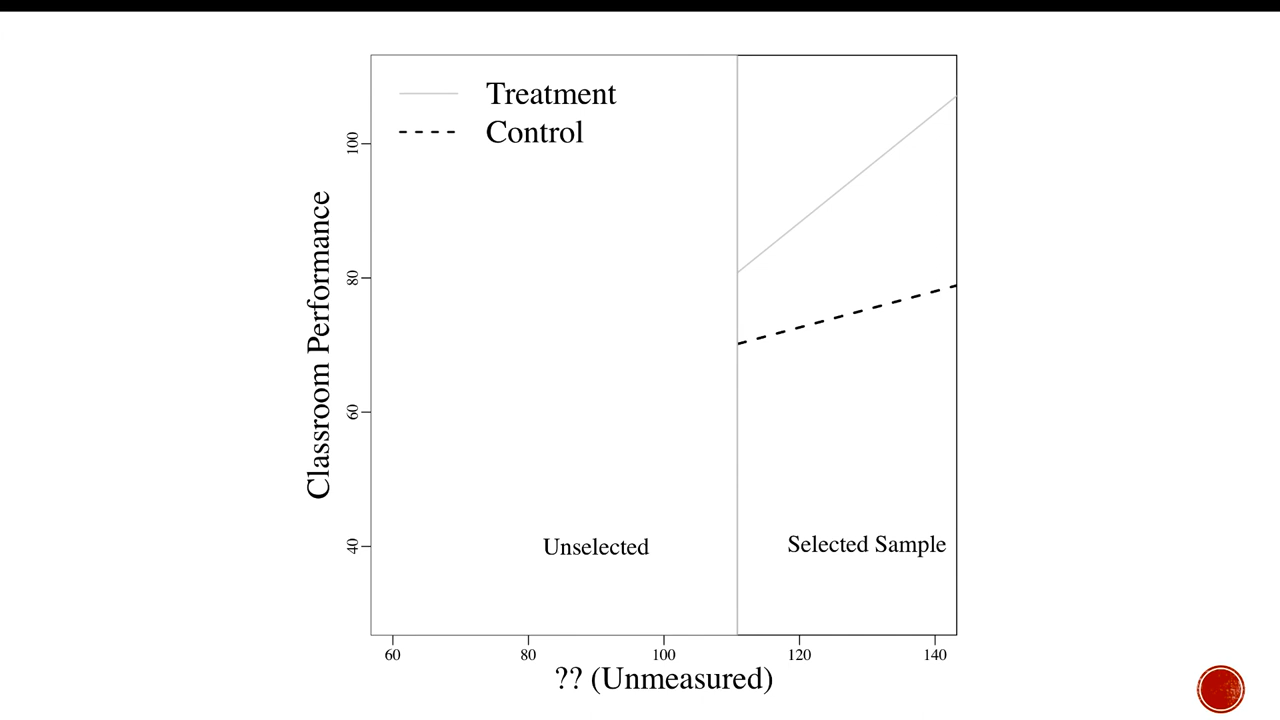 Treatment
Control
100
80
60
40
Classroom Performance
Unselected
Selected Sample
60
80
100
120
140
?? (Unmeasured)